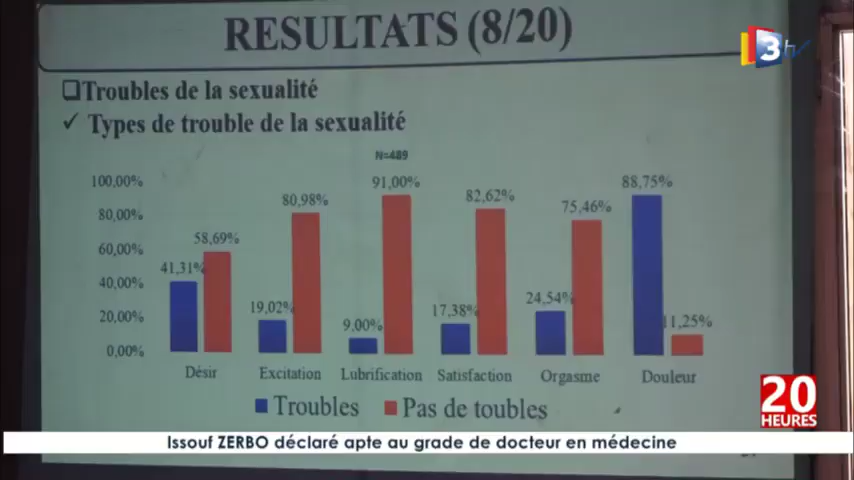 RESULTATS (8/20)
3tv
❑Troubles de la sexualité
✓ Types de trouble de la sexualité
N=489
100,00%
80,00%
60,00%
40,00%
20,00%
0,00%
41,31%
58,69%
19,02%
80,98%
9,00%
91,00%
17,38%
82,62%
24,54%
75,46%
88,75%
11,25%
Désir
Excitation
Lubrification
Satisfaction
Orgasme
Douleur
Troubles
Pas de toubles
20
HEURES
Issouf ZERBO déclaré apte au grade de docteur en médecine